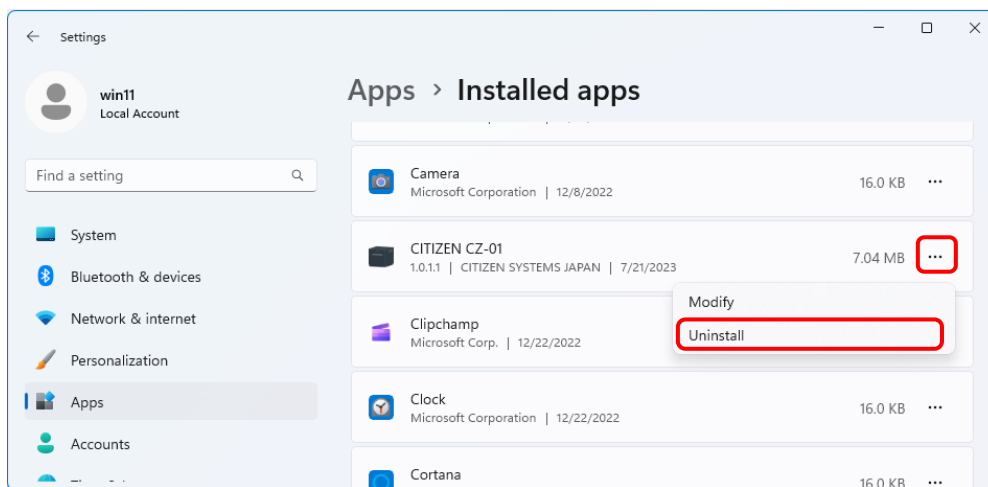 Settings
win11
Local Account
Find a setting
System
Bluetooth & devices
Network & internet
Personalization
Apps
Accounts
Apps > Installed apps
Camera
Microsoft Corporation | 12/8/2022
16.0 KB ...
CITIZEN CZ-01
1.0.1.1 | CITIZEN SYSTEMS JAPAN | 7/21/2023
7.04 MB ...
Modify
Uninstall
Clipchamp
Microsoft Corp. | 12/22/2022
Clock
Microsoft Corporation | 12/22/2022
16.0 KB ...
Cortana
16.0 KB ...